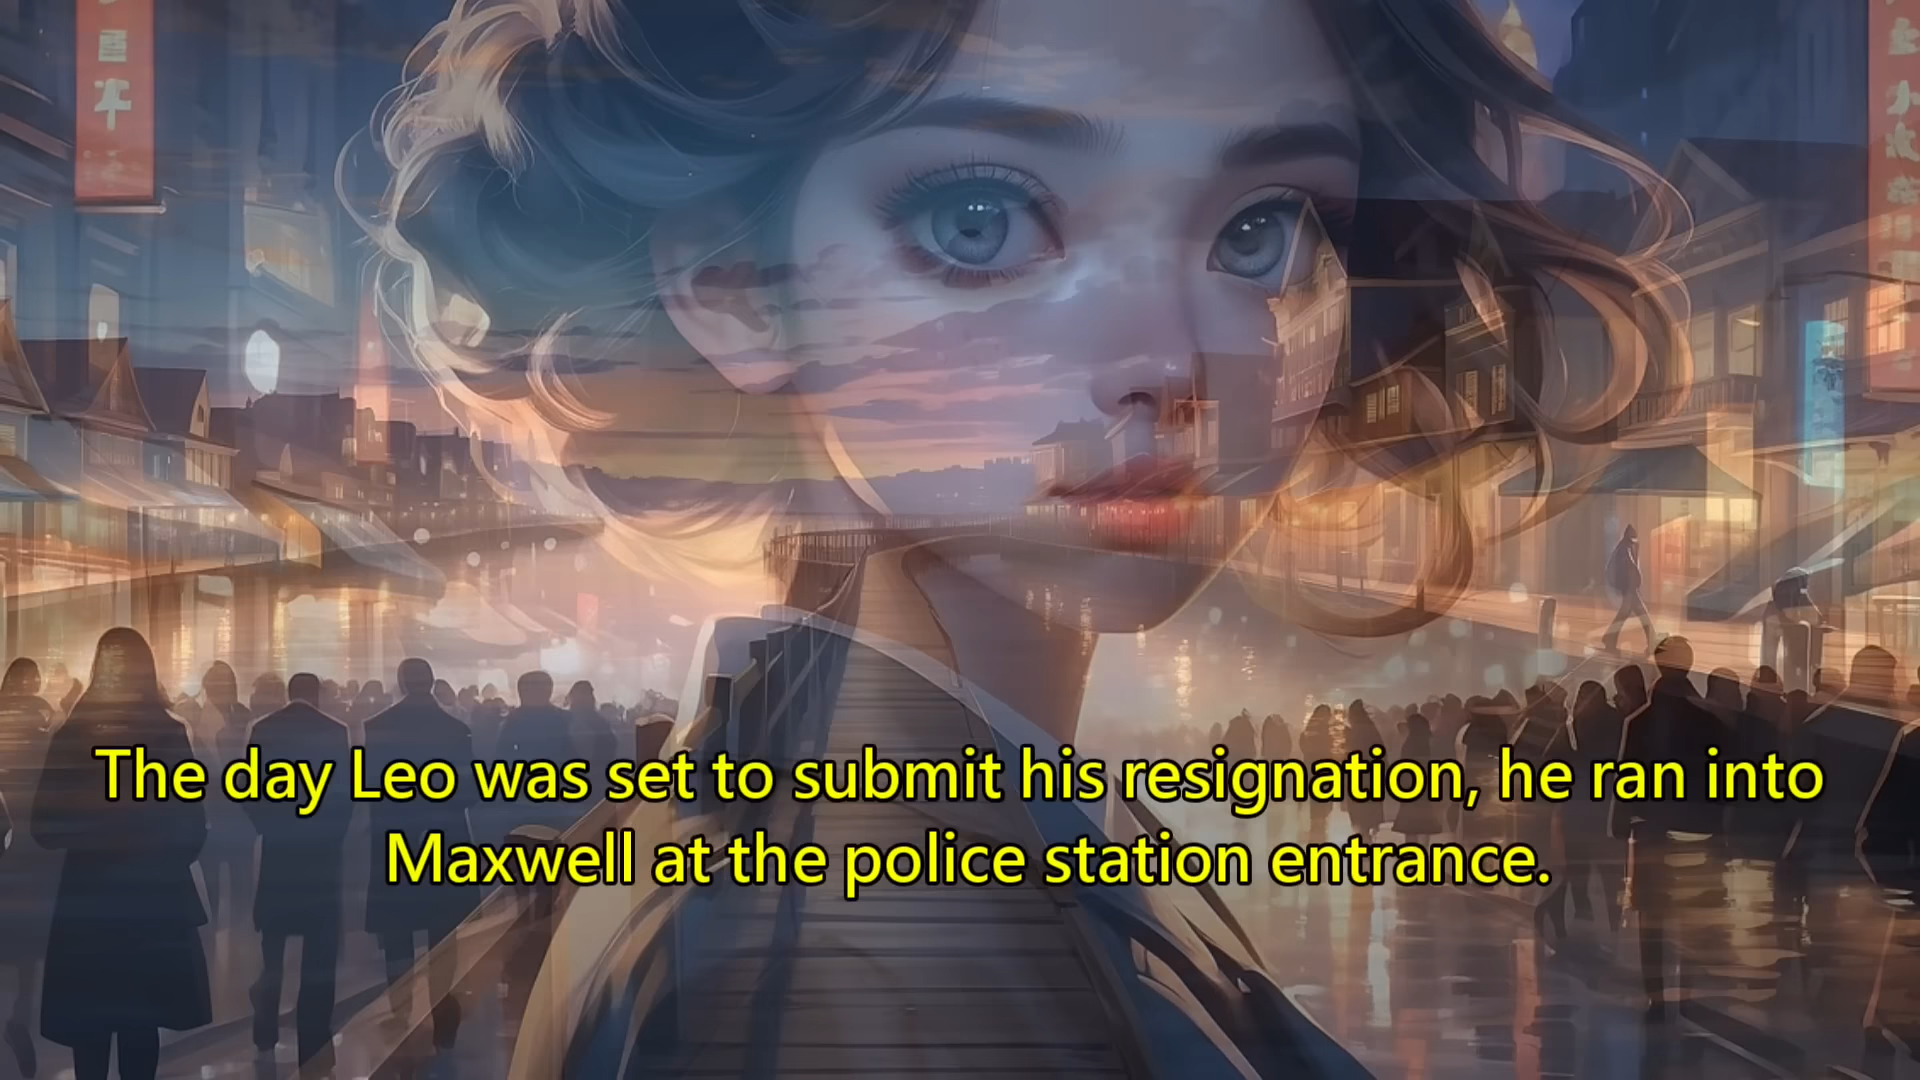 The day Leo was set to submit his resignation, he ran into
Maxwell at the police station entrance.